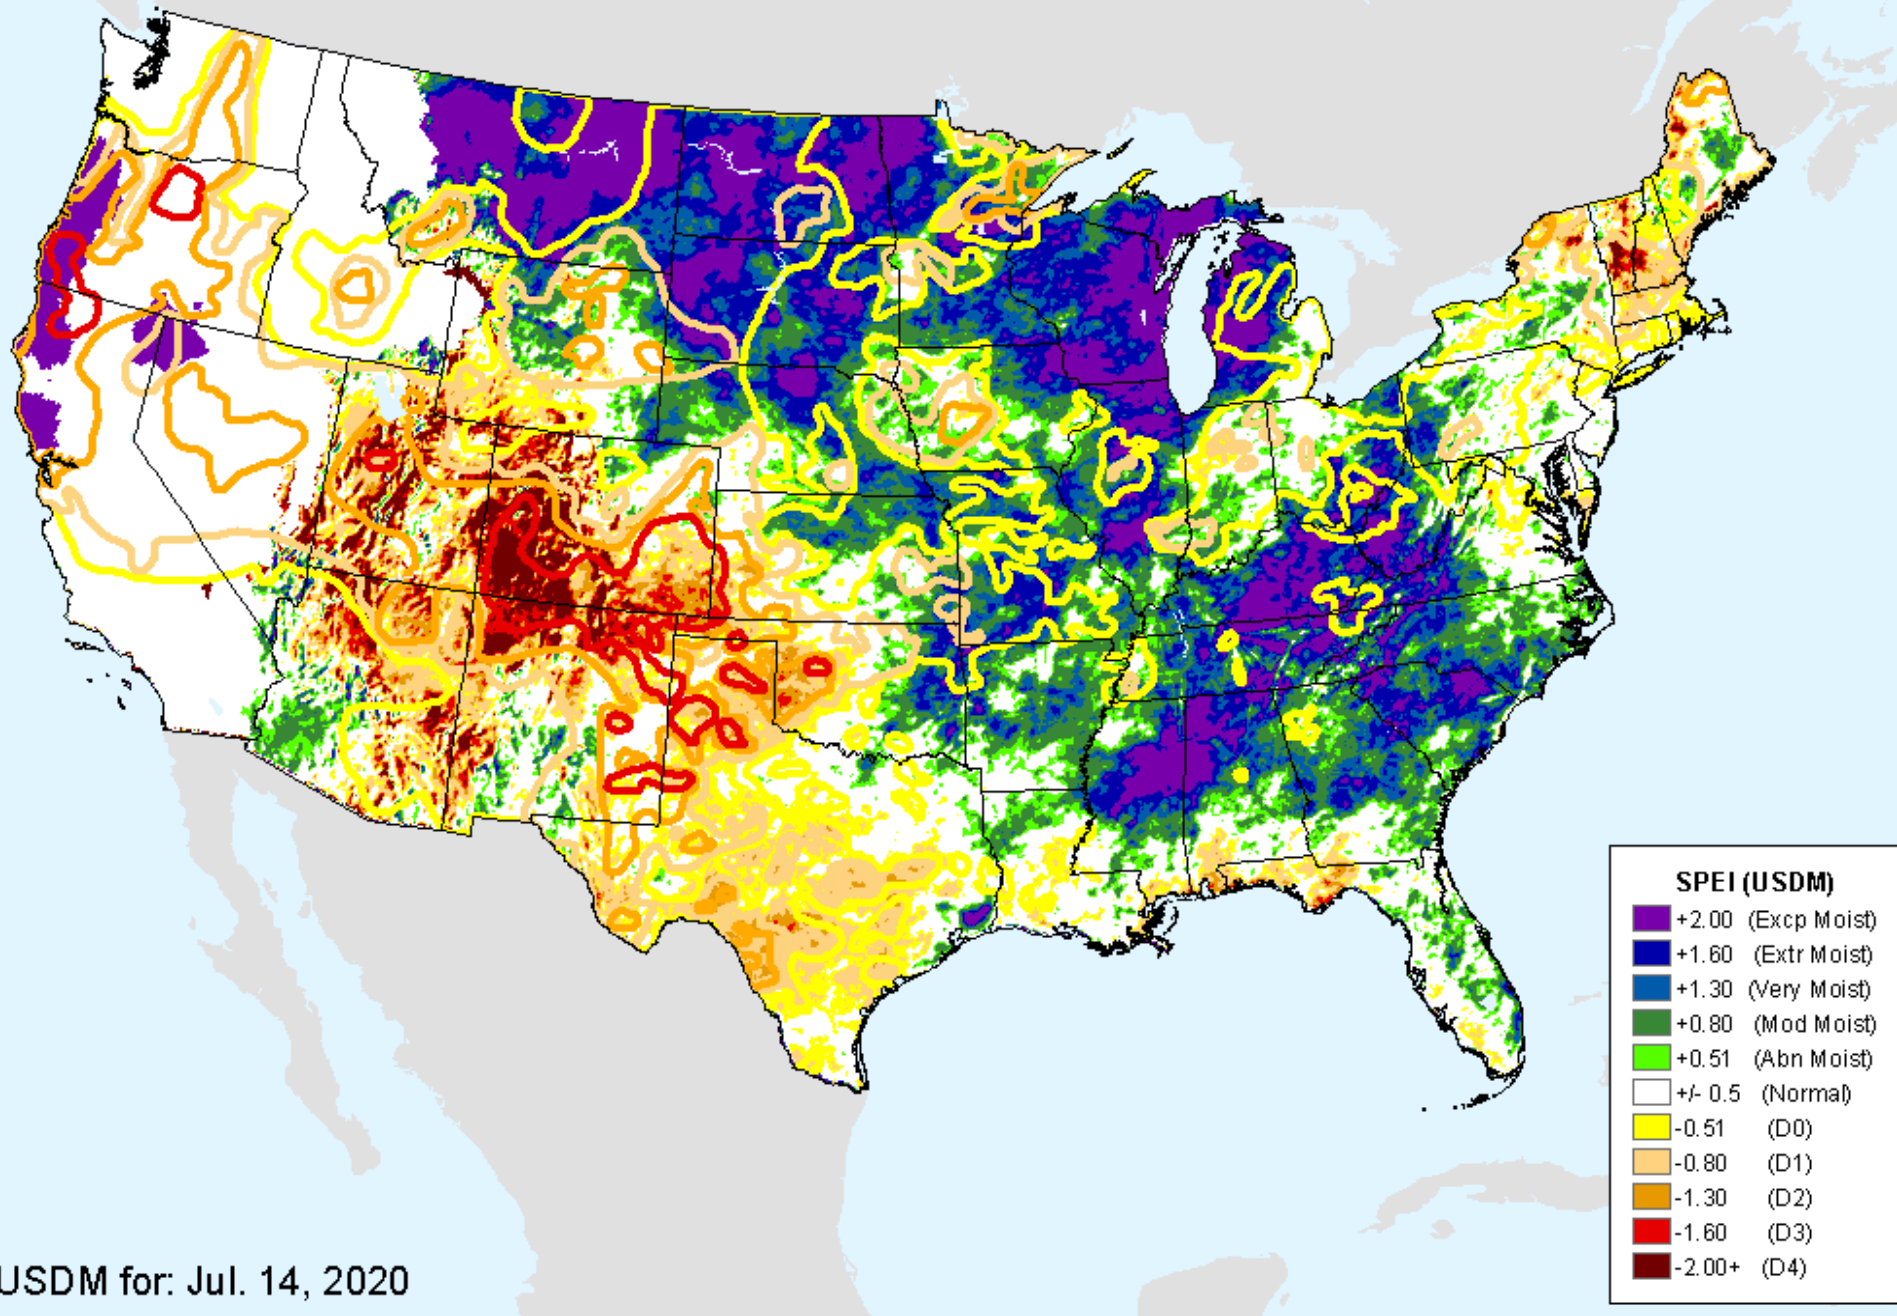 SPEI (USDM)
+2.00 (Excp Moist)
+1.60 (Extr Moist)
+1.30 (Very Moist)
+0.80 (Mod Moist)
+0.51 (Abn Moist)
+/- 0.5 (Normal)
-0.51 (D0)
-0.80 (D1)
-1.30 (D2)
-1.60 (D3)
-2.00+ (D4)
USDM for: Jul. 14, 2020